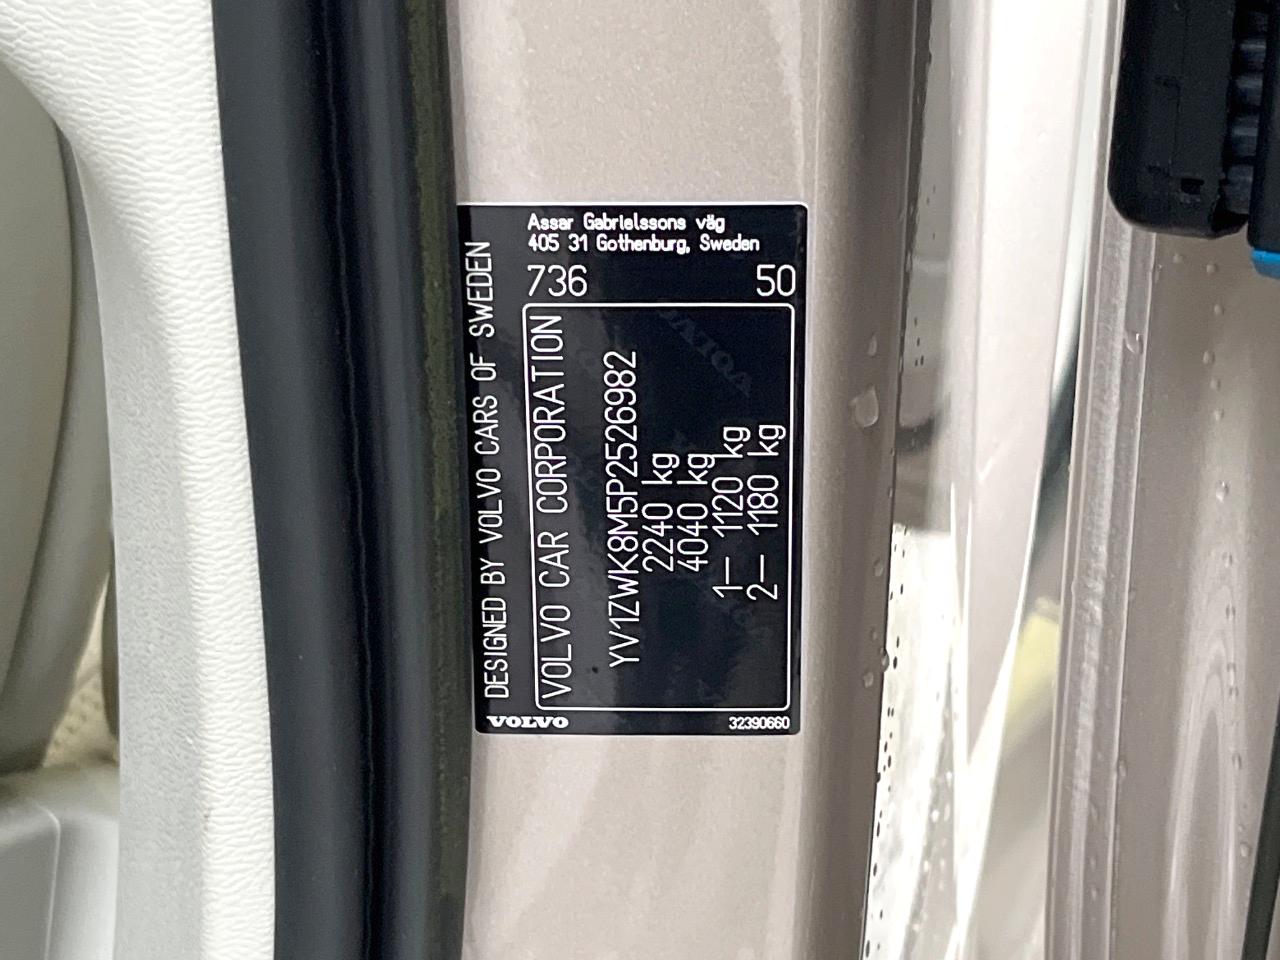 Assar Gabrielssons väg
405 31 Gothenburg, Sweden
736 50
DESIGNED BY VOLVO CARS OF SWEDEN
VOLVO CAR CORPORATION
YV1ZWK8M5P2526982
2240 kg
4040 kg
1– 1120 kg
2– 1180 kg
VOLVO 32390660